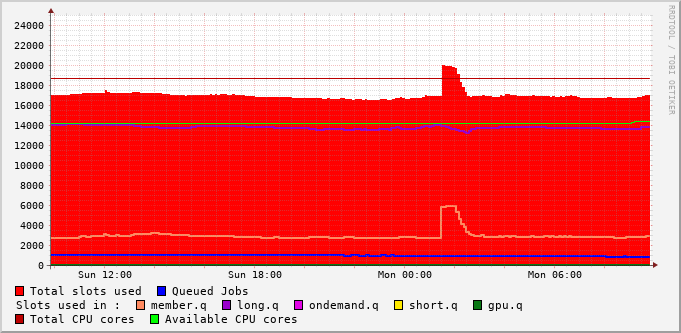 RRDTOOL / TOBI OETIKER
24000
22000
20000
18000
16000
14000
12000
10000
8000
6000
4000
2000
0
Sun 12:00 Sun 18:00 Mon 00:00 Mon 06:00
Total slots used Queued Jobs
Slots used in : member.q long.q ondemand.q short.q gpu.q
Total CPU cores Available CPU cores